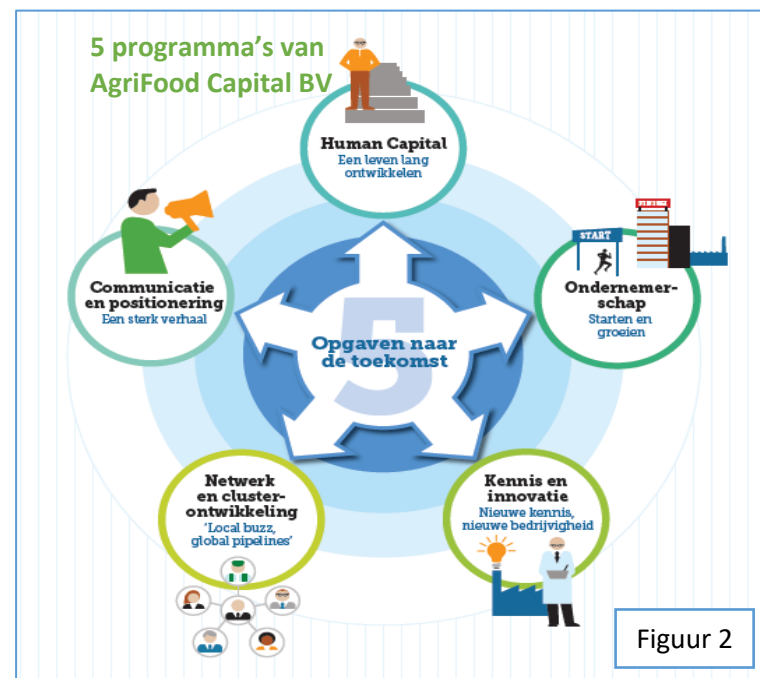 5 programma's van
AgriFood Capital BV
Human Capital
Een leven lang
ontwikkelen
START
Ondernemer-
schap
Starten en
groeien
Communicatie
en positionering
Een sterk verhaal
5
Opgaven naar
de toekomst
Netwerk
en cluster-
ontwikkeling
'Local buzz,
global pipelines'
Kennis en
innovatie
Nieuwe kennis,
nieuwe bedrijvigheid
Figuur 2